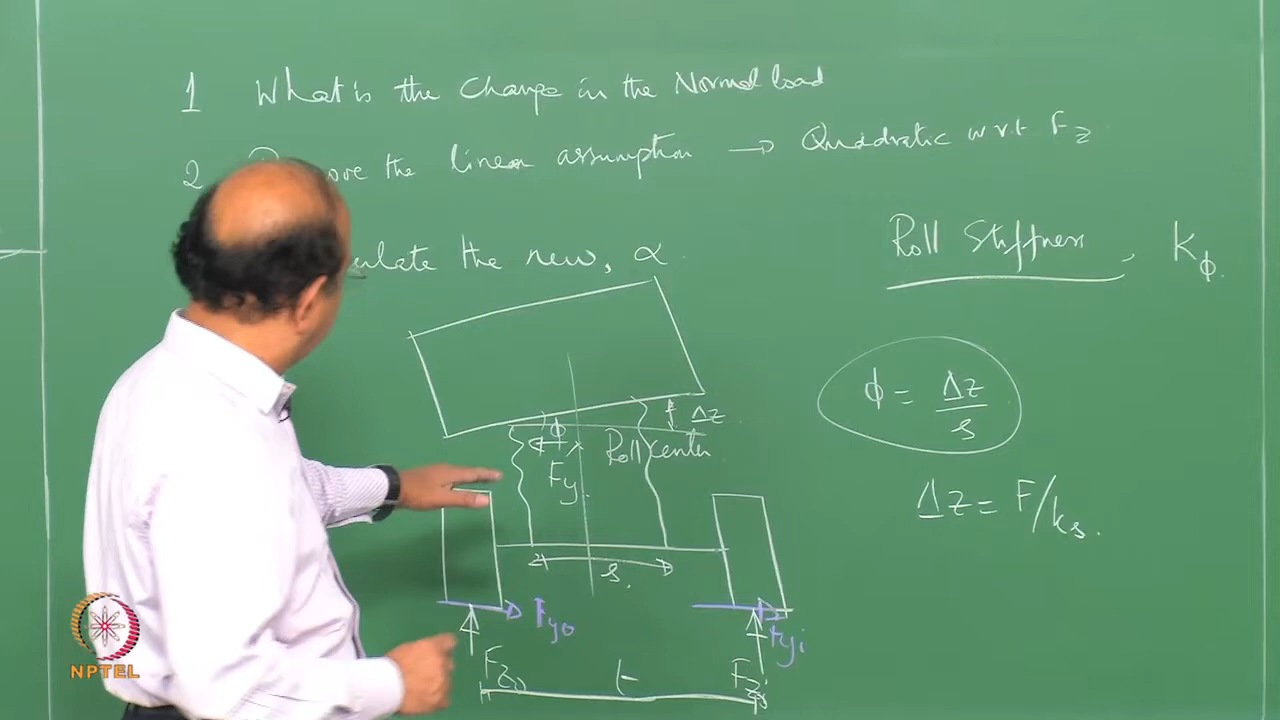 1 What is the Change in the Normal load
2 the linear assumption → Quadratic w.r.t Fz
the new, α
Roll Stiffness, Kϕ
ϕ = Δz/s
Δz
ϕ
Roll center
Fy
Δz = F/ks.
s
Fyo
Fyi
Fzo
t
Fzi
NPTEL